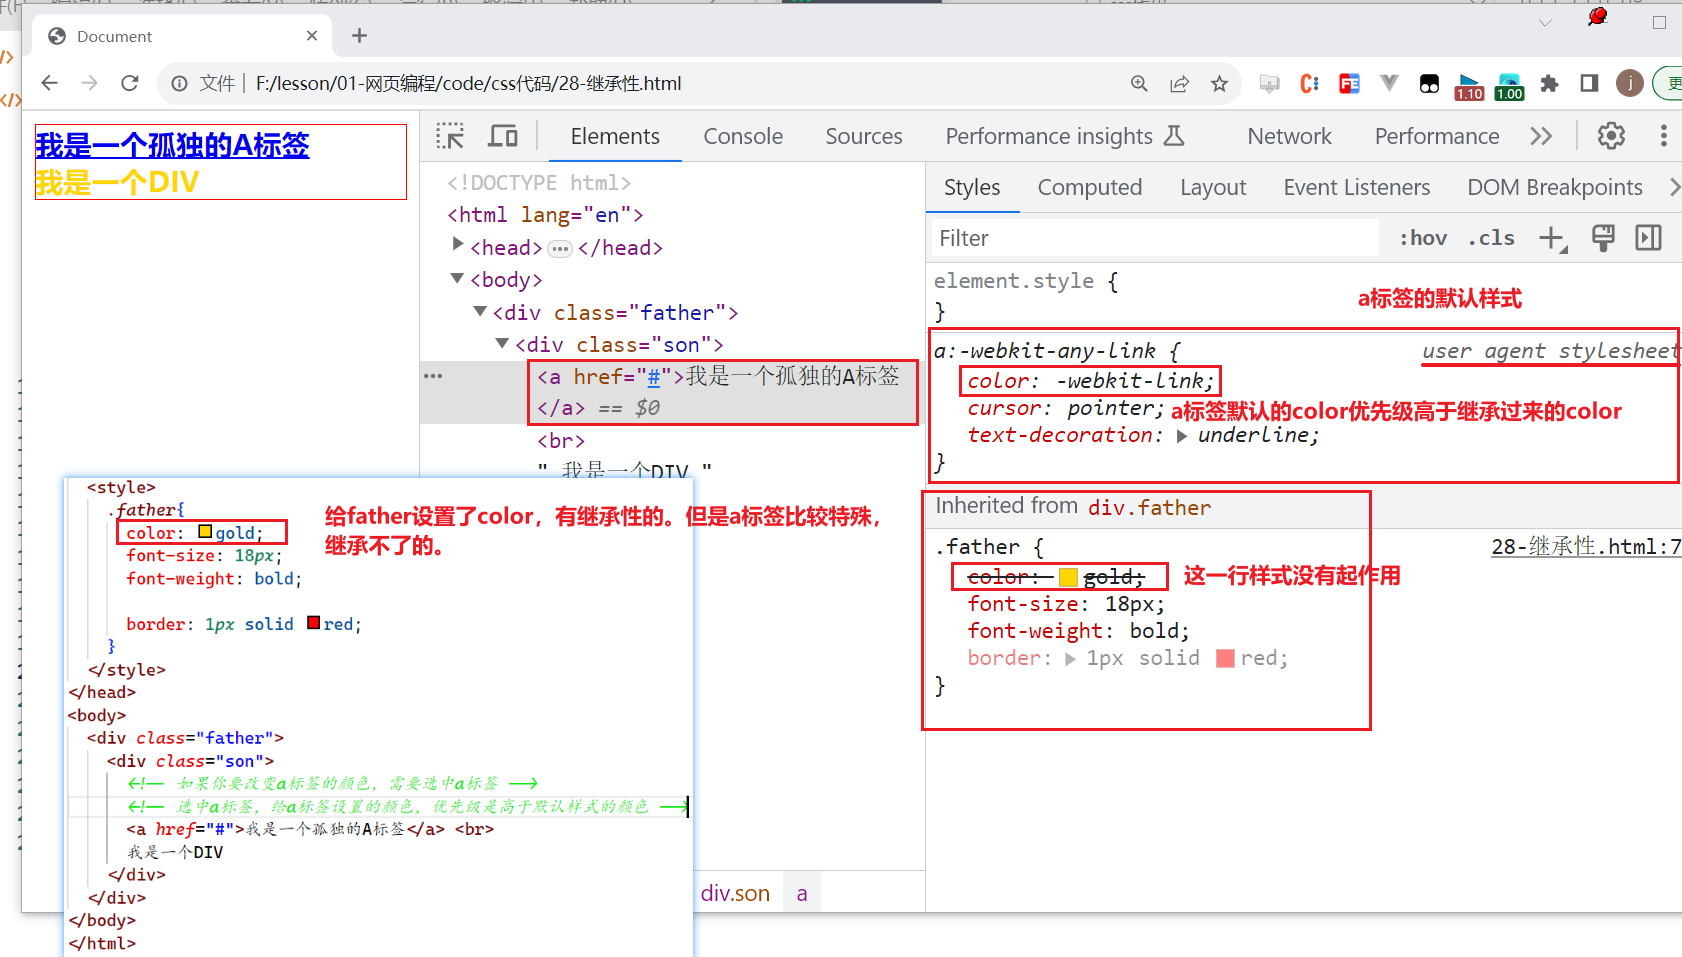 Document
文件 | F:/lesson/01-网页编程/code/css代码/28-继承性.html
1.10
1.00
j
我是一个孤独的A标签
我是一个DIV
Elements
Console
Sources
Performance insights
Network
Performance
<!DOCTYPE html>
<html lang="en">
<head>…</head>
<body>
<div class="father">
<div class="son">
<a href="#">我是一个孤独的A标签
</a> == $0
<br>
" 我是一个DIV "
div.son
a
Styles
Computed
Layout
Event Listeners
DOM Breakpoints
Filter
:hov
.cls
element.style {
}
a标签的默认样式
a:-webkit-any-link {
user agent stylesheet
color: -webkit-link;
cursor: pointer;
a标签默认的color优先级高于继承过来的color
text-decoration: underline;
}
Inherited from div.father
.father {
28-继承性.html:7
color: gold;
这一行样式没有起作用
font-size: 18px;
font-weight: bold;
border: 1px solid red;
}
<style>
.father{
color: gold;
font-size: 18px;
font-weight: bold;
border: 1px solid red;
}
</style>
</head>
<body>
<div class="father">
<div class="son">
<!-- 如果你要改变a标签的颜色，需要选中a标签 -->
<!-- 选中a标签，给a标签设置的颜色，优先级是高于默认样式的颜色 -->
<a href="#">我是一个孤独的A标签</a> <br>
我是一个DIV
</div>
</div>
</body>
</html>
给father设置了color，有继承性的。但是a标签比较特殊，
继承不了的。